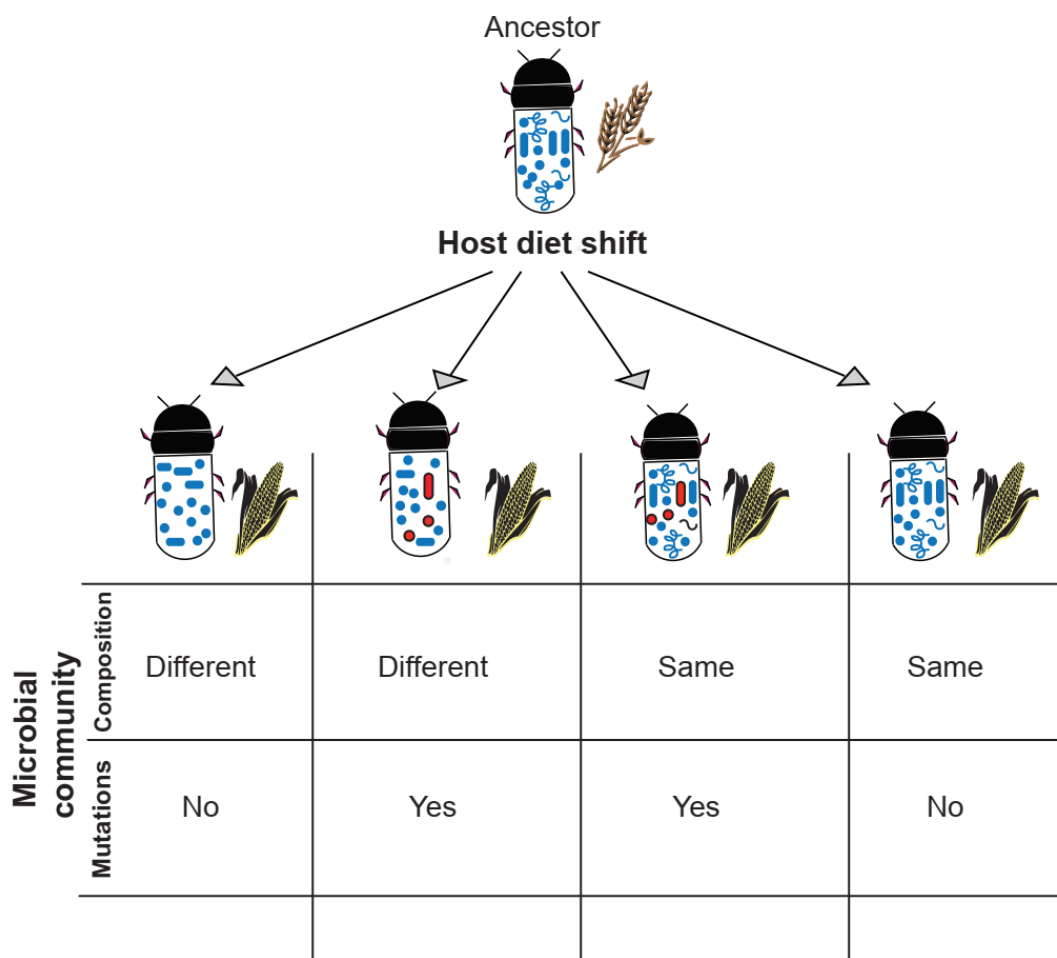 Ancestor
Host diet shift
Microbial
community
Composition
Different
Different
Same
Same
Mutations
No
Yes
Yes
No